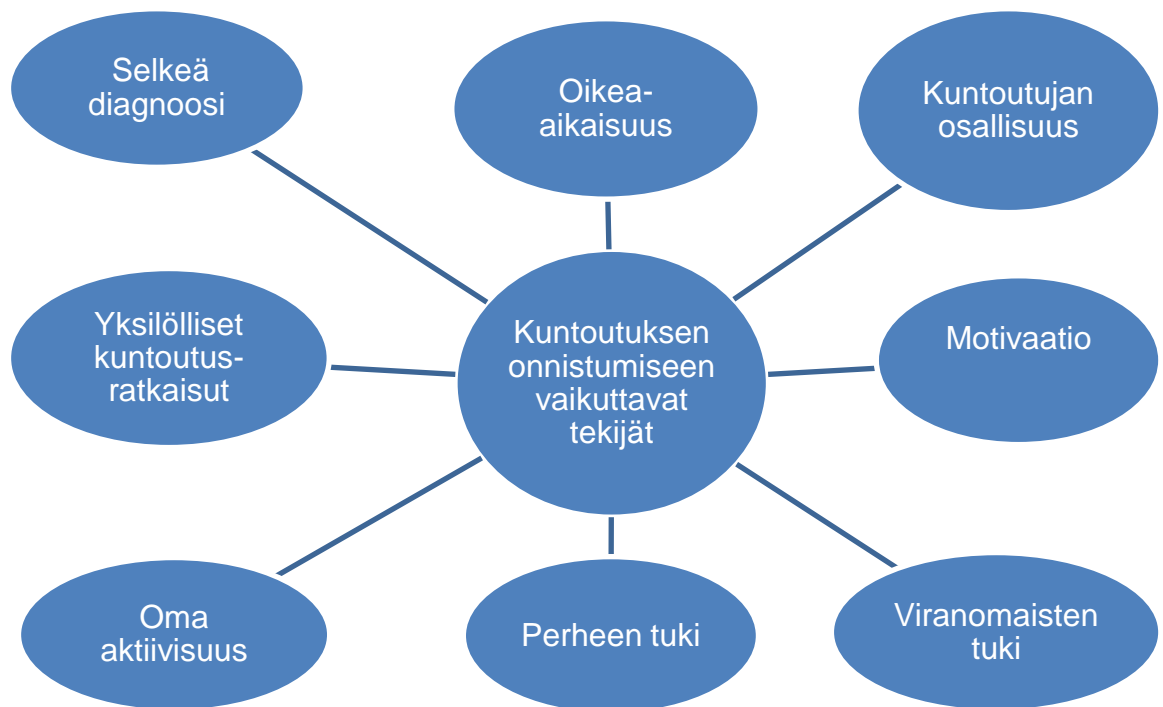 Selkeä
diagnoosi
Oikea-
aikaisuus
Kuntoutujan
osallisuus
Yksilölliset
kuntoutus-
ratkaisut
Kuntoutuksen
onnistumiseen
vaikuttavat
tekijät
Motivaatio
Oma
aktiivisuus
Perheen tuki
Viranomaisten
tuki